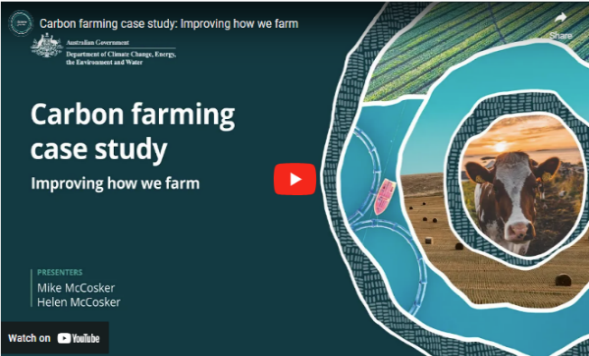 Carbon farming case study: Improving how we farm
Share
Australian Government
Department of Climate Change, Energy,
the Environment and Water
Carbon farming
case study
Improving how we farm
PRESENTERS
Mike McCosker
Helen McCosker
Watch on YouTube